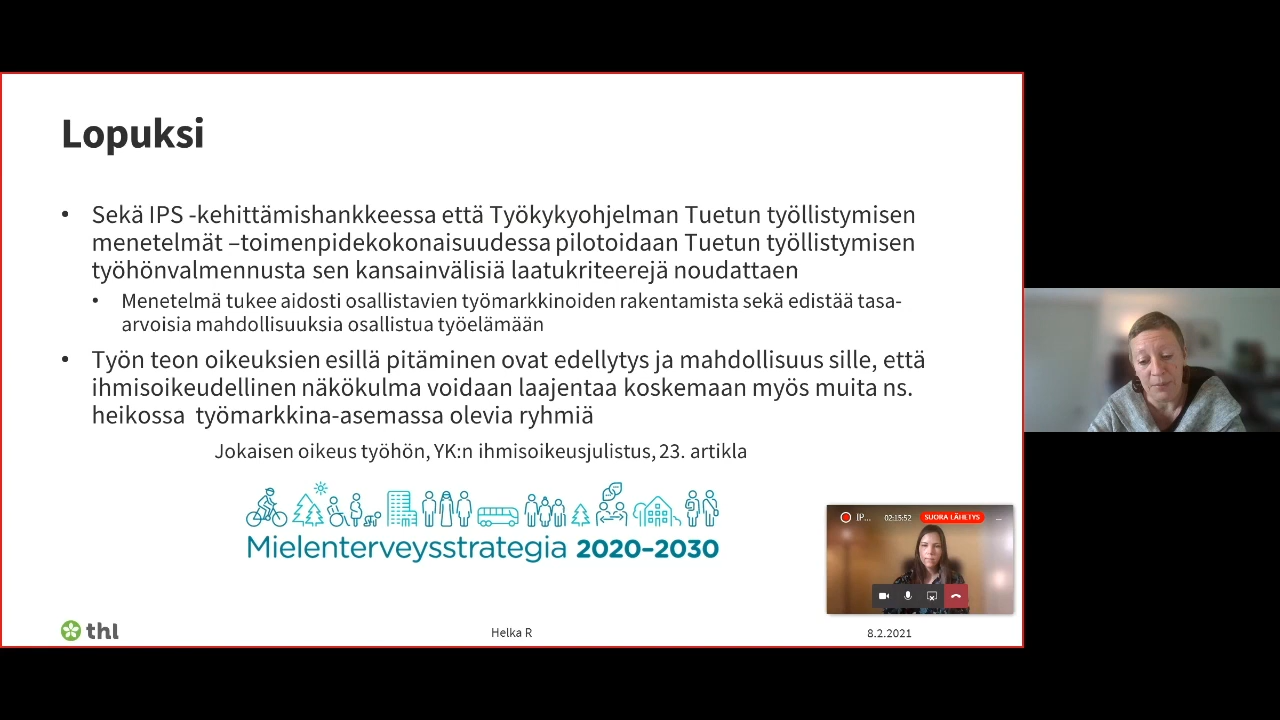 Lopuksi
• Sekä IPS -kehittämishankkeessa että Työkykyohjelman Tuetun työllistymisen
menetelmät –toimenpidekokonaisuudessa pilotoidaan Tuetun työllistymisen
työhönvalmennusta sen kansainvälisiä laatukriteerejä noudattaen
• Menetelmä tukee aidosti osallistavien työmarkkinoiden rakentamista sekä edistää tasa-
arvoisia mahdollisuuksia osallistua työelämään
• Työn teon oikeuksien esillä pitäminen ovat edellytys ja mahdollisuus sille, että
ihmisoikeudellinen näkökulma voidaan laajentaa koskemaan myös muita ns.
heikossa työmarkkina-asemassa olevia ryhmiä
Jokaisen oikeus työhön, YK:n ihmisoikeusjulistus, 23. artikla
Mielenterveysstrategia 2020–2030
IP... 02:15:52 SUORA LÄHETYS
thl
Helka R
8.2.2021